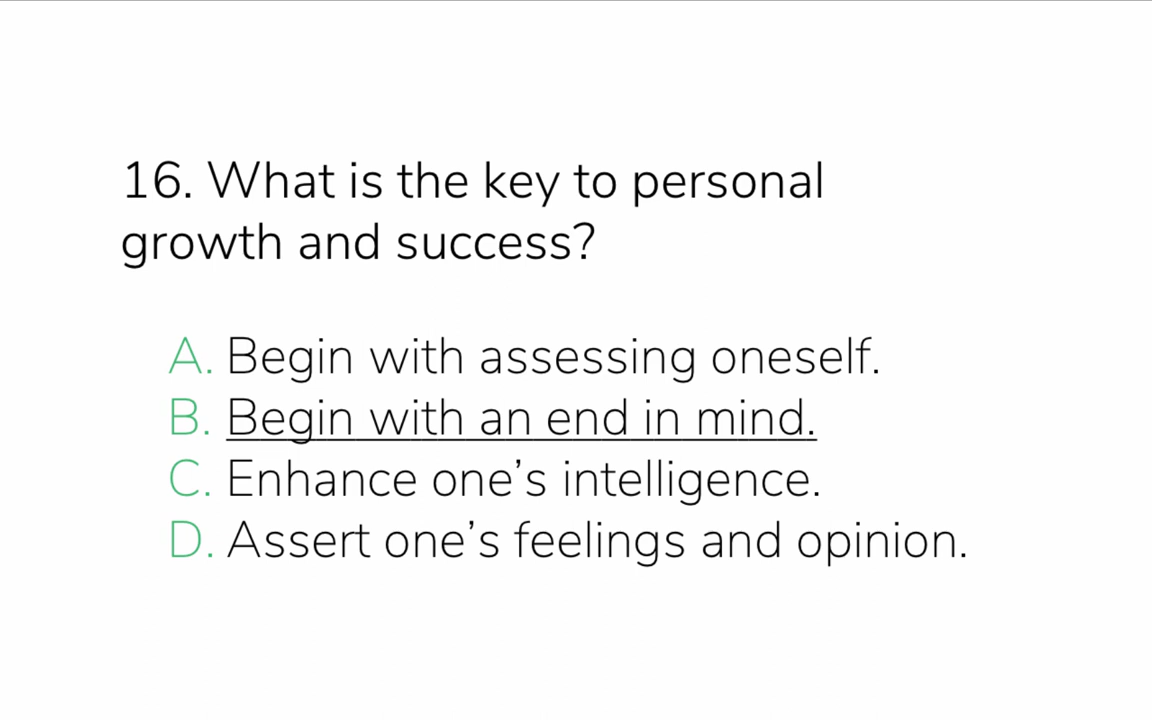 16. What is the key to personal
growth and success?
A. Begin with assessing oneself.
B. Begin with an end in mind.
C. Enhance one’s intelligence.
D. Assert one’s feelings and opinion.